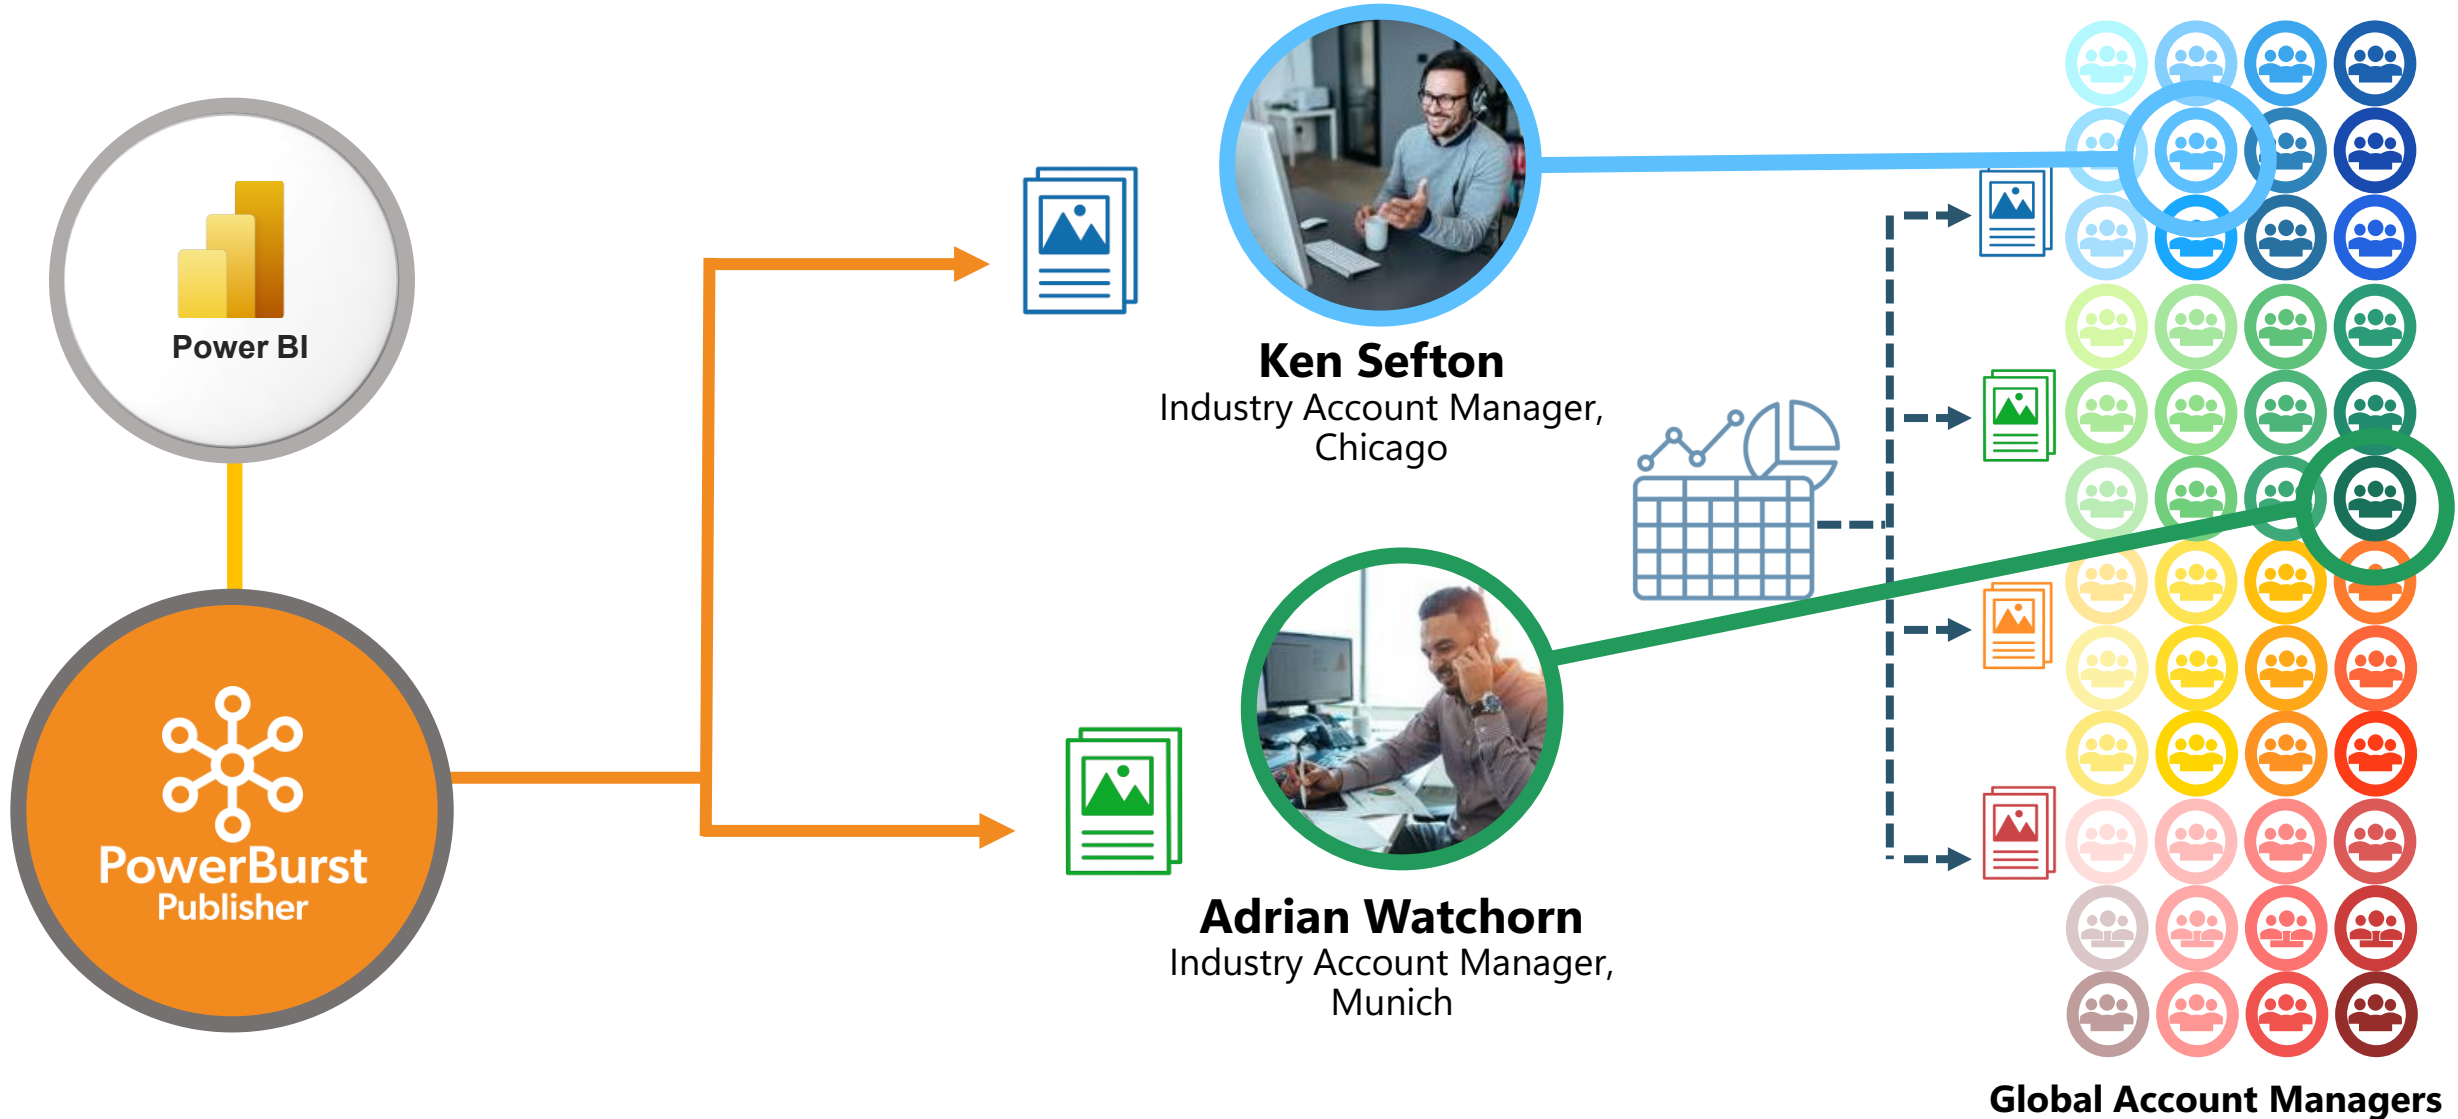 Power BI
PowerBurst
Publisher
Ken Sefton
Industry Account Manager,
Chicago
Adrian Watchorn
Industry Account Manager,
Munich
Global Account Managers